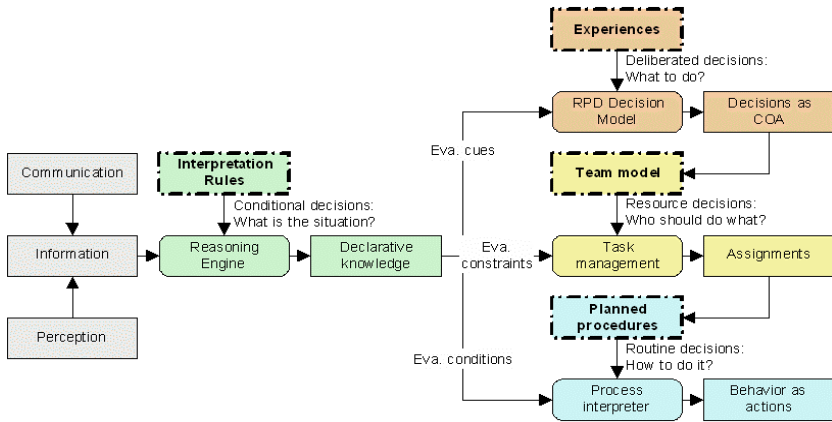 Experiences
Deliberated decisions:
What to do?
RPD Decision
Model
Decisions as
COA
Eva. cues
Communication
Interpretation
Rules
Team model
Conditional decisions:
What is the situation?
Resource decisions:
Who should do what?
Information
Reasoning
Engine
Declarative
knowledge
Eva.
constraints
Task
management
Assignments
Perception
Planned
procedures
Eva. conditions
Routine decisions:
How to do it?
Process
interpreter
Behavior as
actions